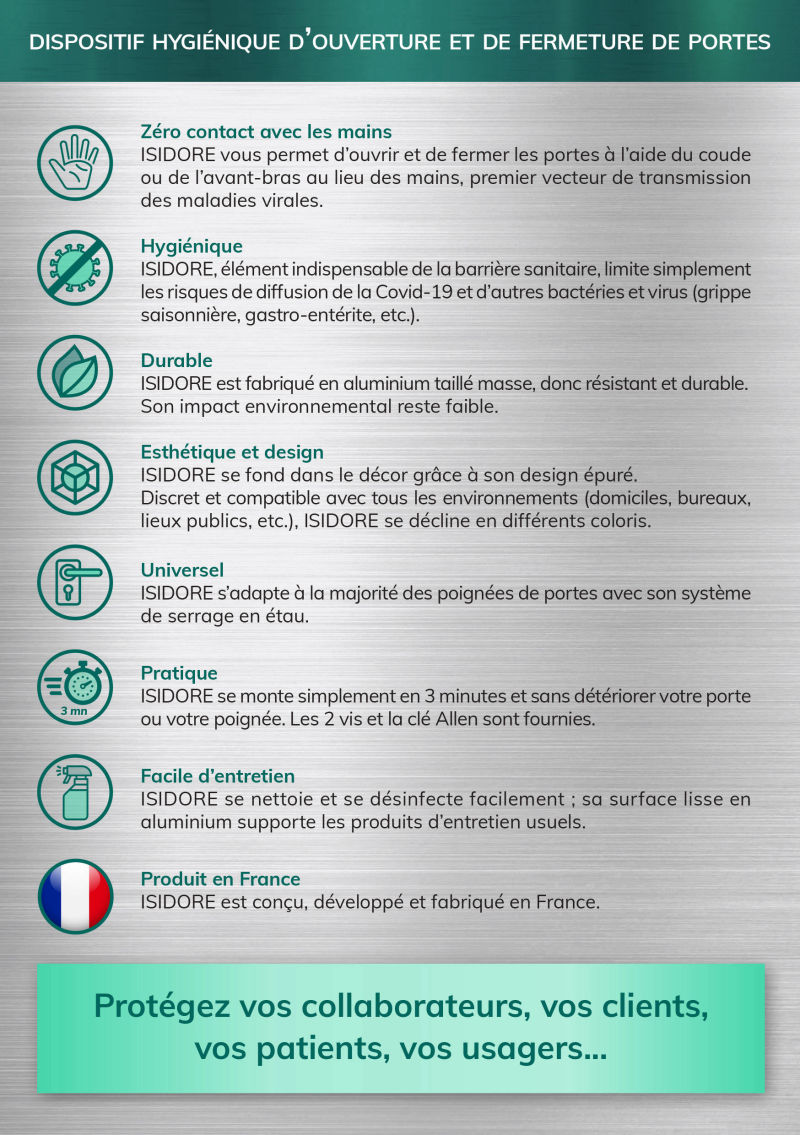 DISPOSITIF HYGIÉNIQUE D'OUVERTURE ET DE FERMETURE DE PORTES
Zéro contact avec les mains
ISIDORE vous permet d'ouvrir et de fermer les portes à l'aide du coude
ou de l'avant-bras au lieu des mains, premier vecteur de transmission
des maladies virales.
Hygiénique
ISIDORE, élément indispensable de la barrière sanitaire, limite simplement
les risques de diffusion de la Covid-19 et d'autres bactéries et virus (grippe
saisonnière, gastro-entérite, etc.).
Durable
ISIDORE est fabriqué en aluminium taillé masse, donc résistant et durable.
Son impact environnemental reste faible.
Esthétique et design
ISIDORE se fond dans le décor grâce à son design épuré.
Discret et compatible avec tous les environnements (domiciles, bureaux,
lieux publics, etc.), ISIDORE se décline en différents coloris.
Universel
ISIDORE s'adapte à la majorité des poignées de portes avec son système
de serrage en étau.
3 mn
Pratique
ISIDORE se monte simplement en 3 minutes et sans détériorer votre porte
ou votre poignée. Les 2 vis et la clé Allen sont fournies.
Facile d'entretien
ISIDORE se nettoie et se désinfecte facilement ; sa surface lisse en
aluminium supporte les produits d'entretien usuels.
Produit en France
ISIDORE est conçu, développé et fabriqué en France.
Protégez vos collaborateurs, vos clients,
vos patients, vos usagers...